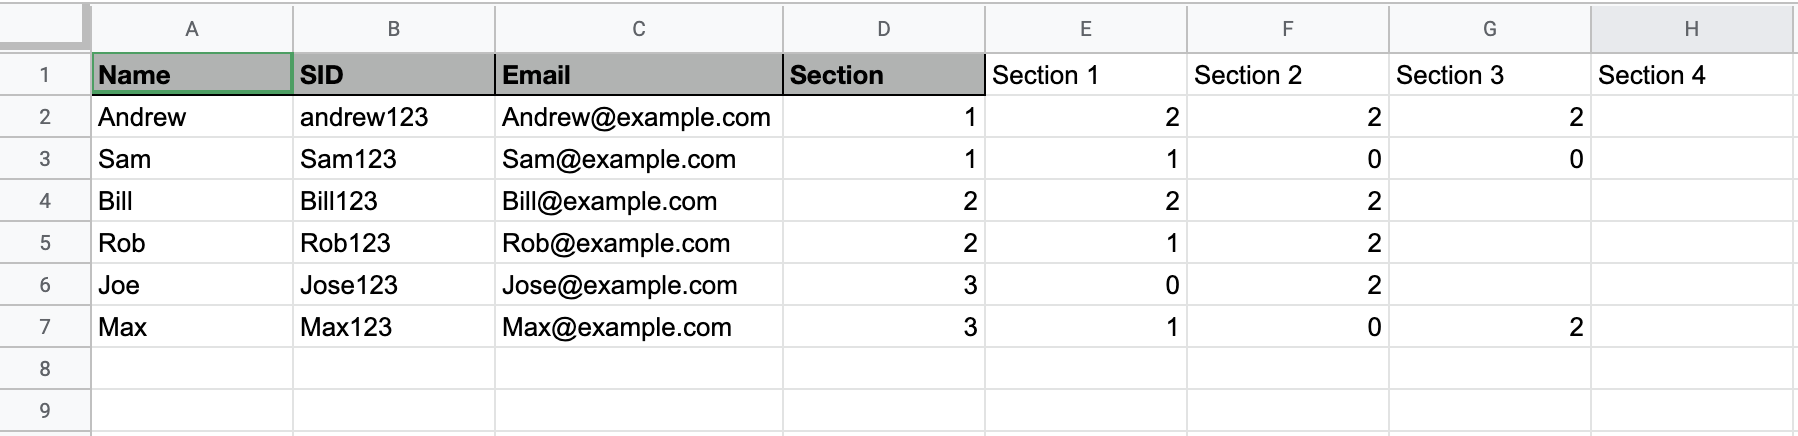 A B C D E F G H
1 Name SID Email Section Section 1 Section 2 Section 3 Section 4
2 Andrew andrew123 Andrew@example.com 1 2 2 2
3 Sam Sam123 Sam@example.com 1 1 0 0
4 Bill Bill123 Bill@example.com 2 2 2
5 Rob Rob123 Rob@example.com 2 1 2
6 Joe Jose123 Jose@example.com 3 0 2
7 Max Max123 Max@example.com 3 1 0 2
8
9